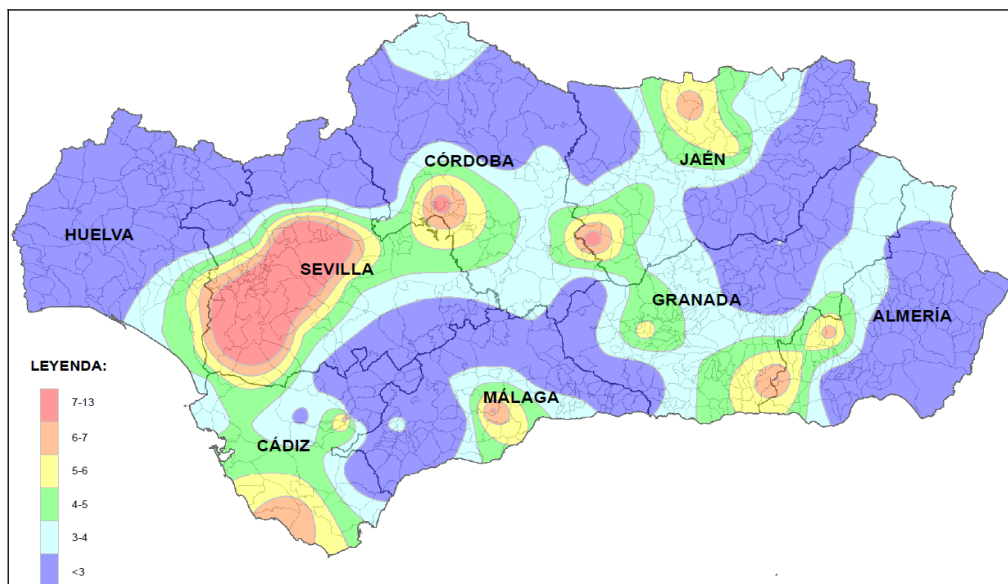 CÓRDOBA
JAÉN
HUELVA
SEVILLA
GRANADA
ALMERÍA
LEYENDA:
MÁLAGA
CÁDIZ
7-13
6-7
5-6
4-5
3-4
<3